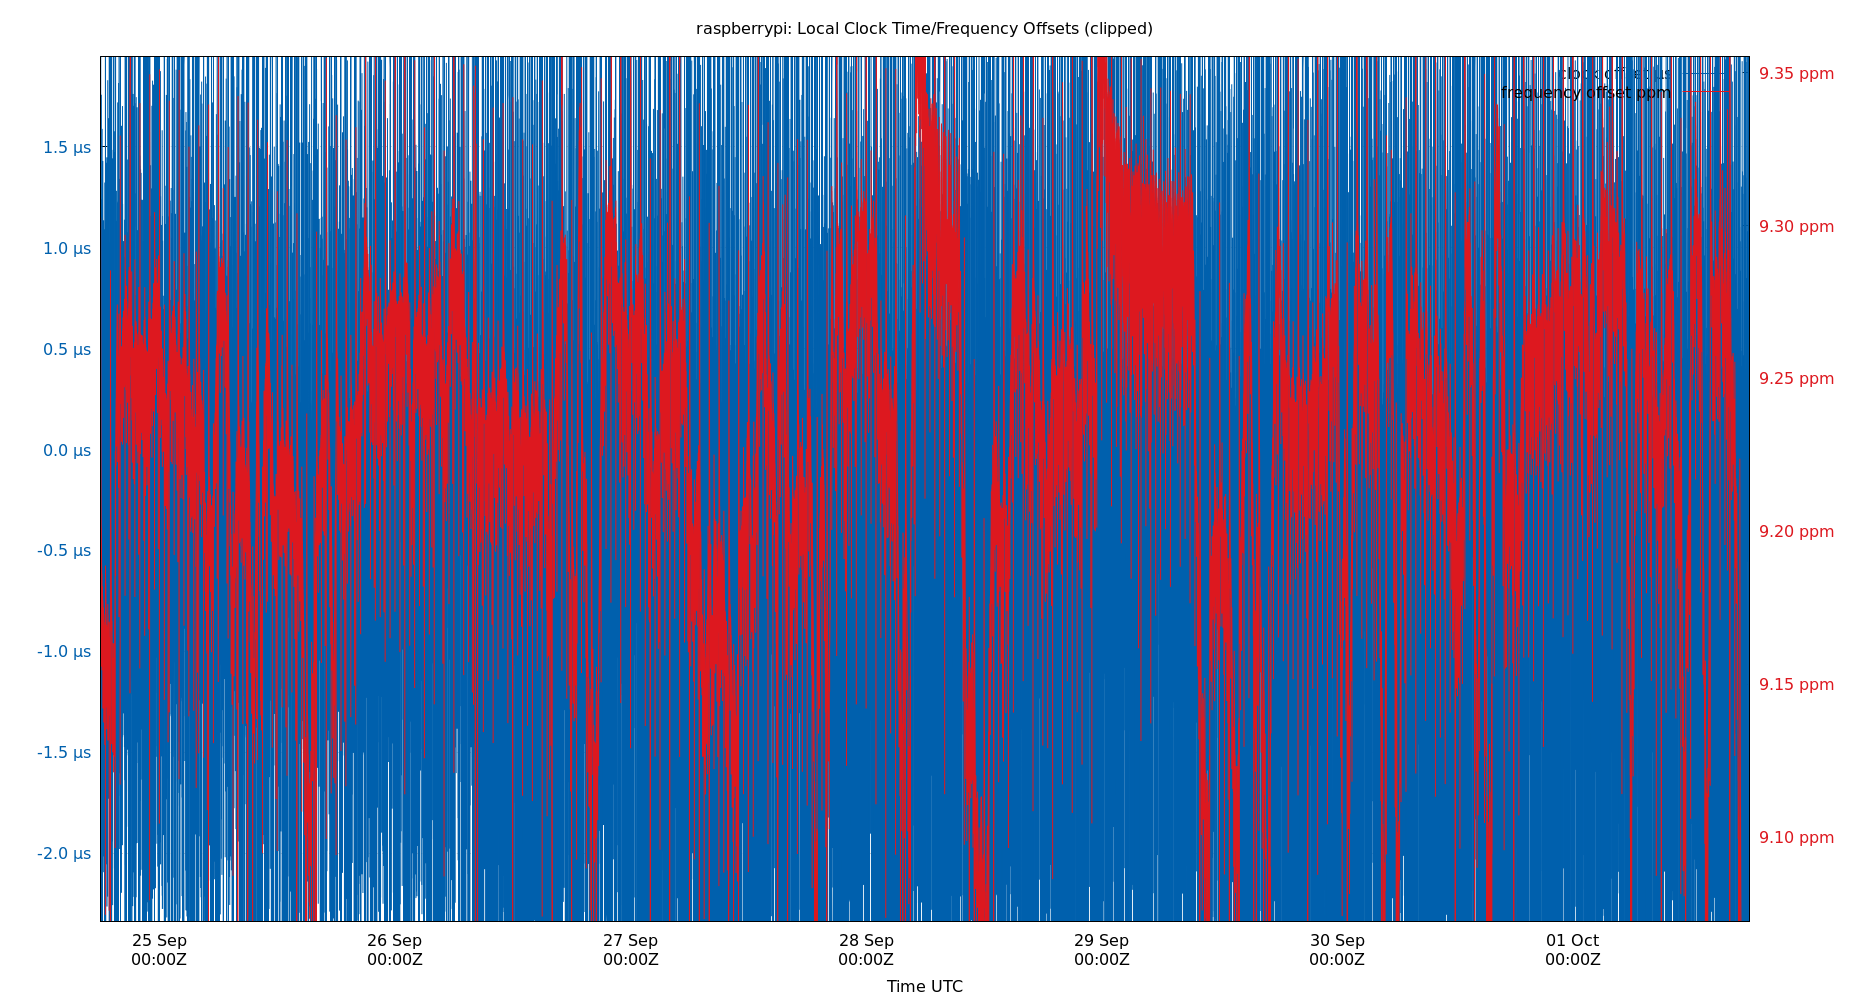 raspberrypi: Local Clock Time/Frequency Offsets (clipped)
clock offset µs
frequency offset ppm
1.5 µs
1.0 µs
0.5 µs
0.0 µs
-0.5 µs
-1.0 µs
-1.5 µs
-2.0 µs
9.35 ppm
9.30 ppm
9.25 ppm
9.20 ppm
9.15 ppm
9.10 ppm
25 Sep
00:00Z
26 Sep
00:00Z
27 Sep
00:00Z
28 Sep
00:00Z
29 Sep
00:00Z
30 Sep
00:00Z
01 Oct
00:00Z
Time UTC